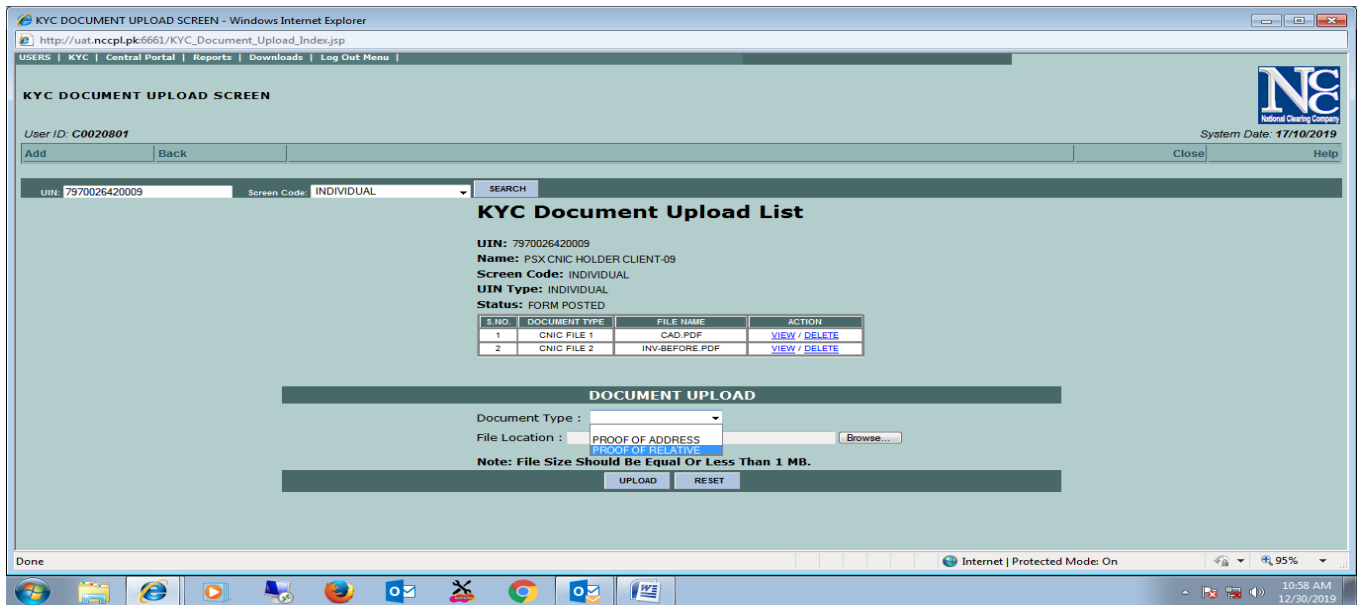 KYC DOCUMENT UPLOAD SCREEN - Windows Internet Explorer
http://uat.nccpl.pk:6661/KYC_Document_Upload_Index.jsp
USERS | KYC | Central Portal | Reports | Downloads | Log Out Menu |
KYC DOCUMENT UPLOAD SCREEN
NCC
National Clearing Company
User ID: C0020801 System Date: 17/10/2019
Add Back Close Help
UIN: 7970026420009 Screen Code: INDIVIDUAL SEARCH
KYC Document Upload List
UIN: 7970026420009
Name: PSX CNIC HOLDER CLIENT-09
Screen Code: INDIVIDUAL
UIN Type: INDIVIDUAL
Status: FORM POSTED
S.NO. DOCUMENT TYPE FILE NAME ACTION
1 CNIC FILE 1 CAD.PDF VIEW / DELETE
2 CNIC FILE 2 INV-BEFORE.PDF VIEW / DELETE
DOCUMENT UPLOAD
Document Type :
File Location : PROOF OF ADDRESS Browse...
PROOF OF RELATIVE
Note: File Size Should Be Equal Or Less Than 1 MB.
UPLOAD RESET
Done Internet | Protected Mode: On 95%
10:58 AM
12/30/2019